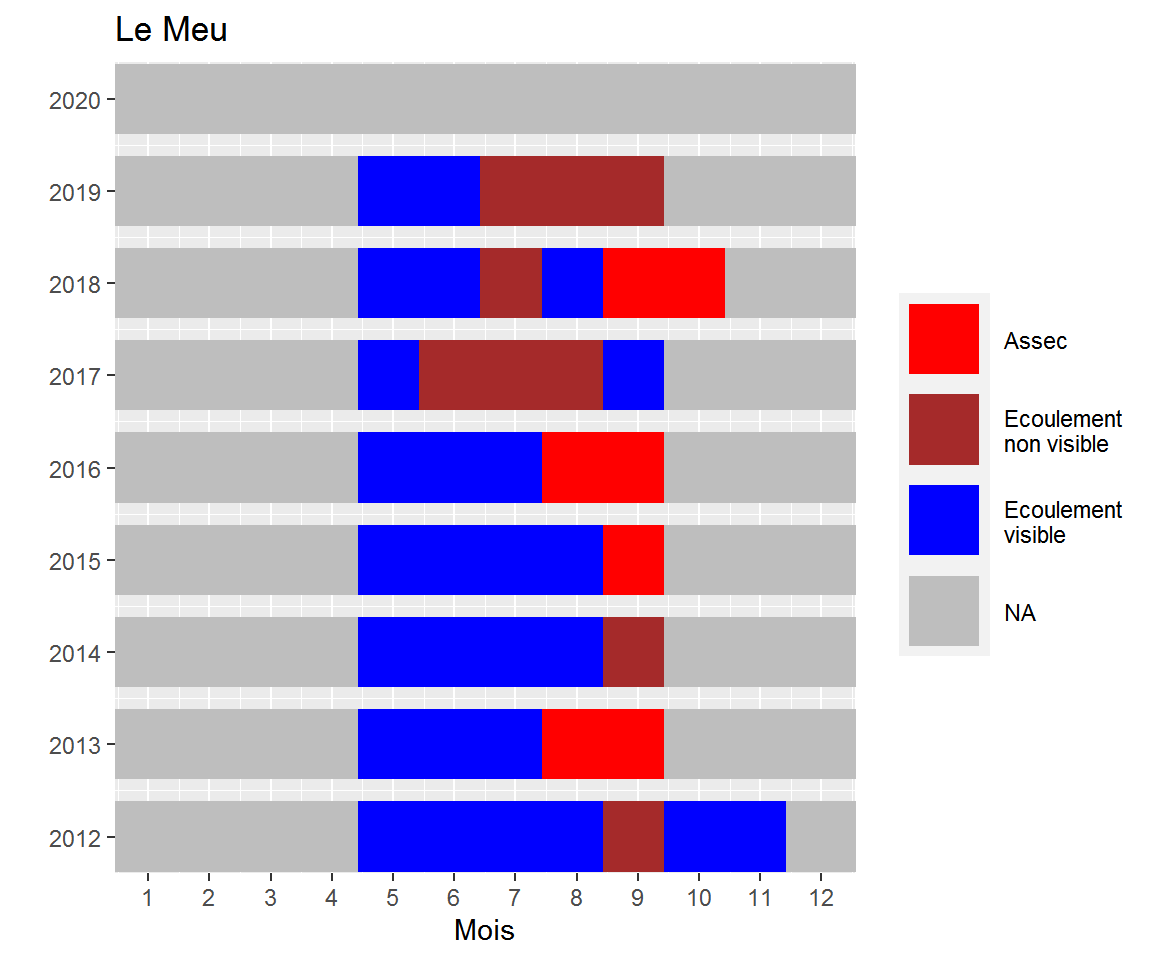 Le Meu
2020
2019
2018
2017
2016
2015
2014
2013
2012
1 2 3 4 5 6 7 8 9 10 11 12
Mois
Assec
Ecoulement
non visible
Ecoulement
visible
NA